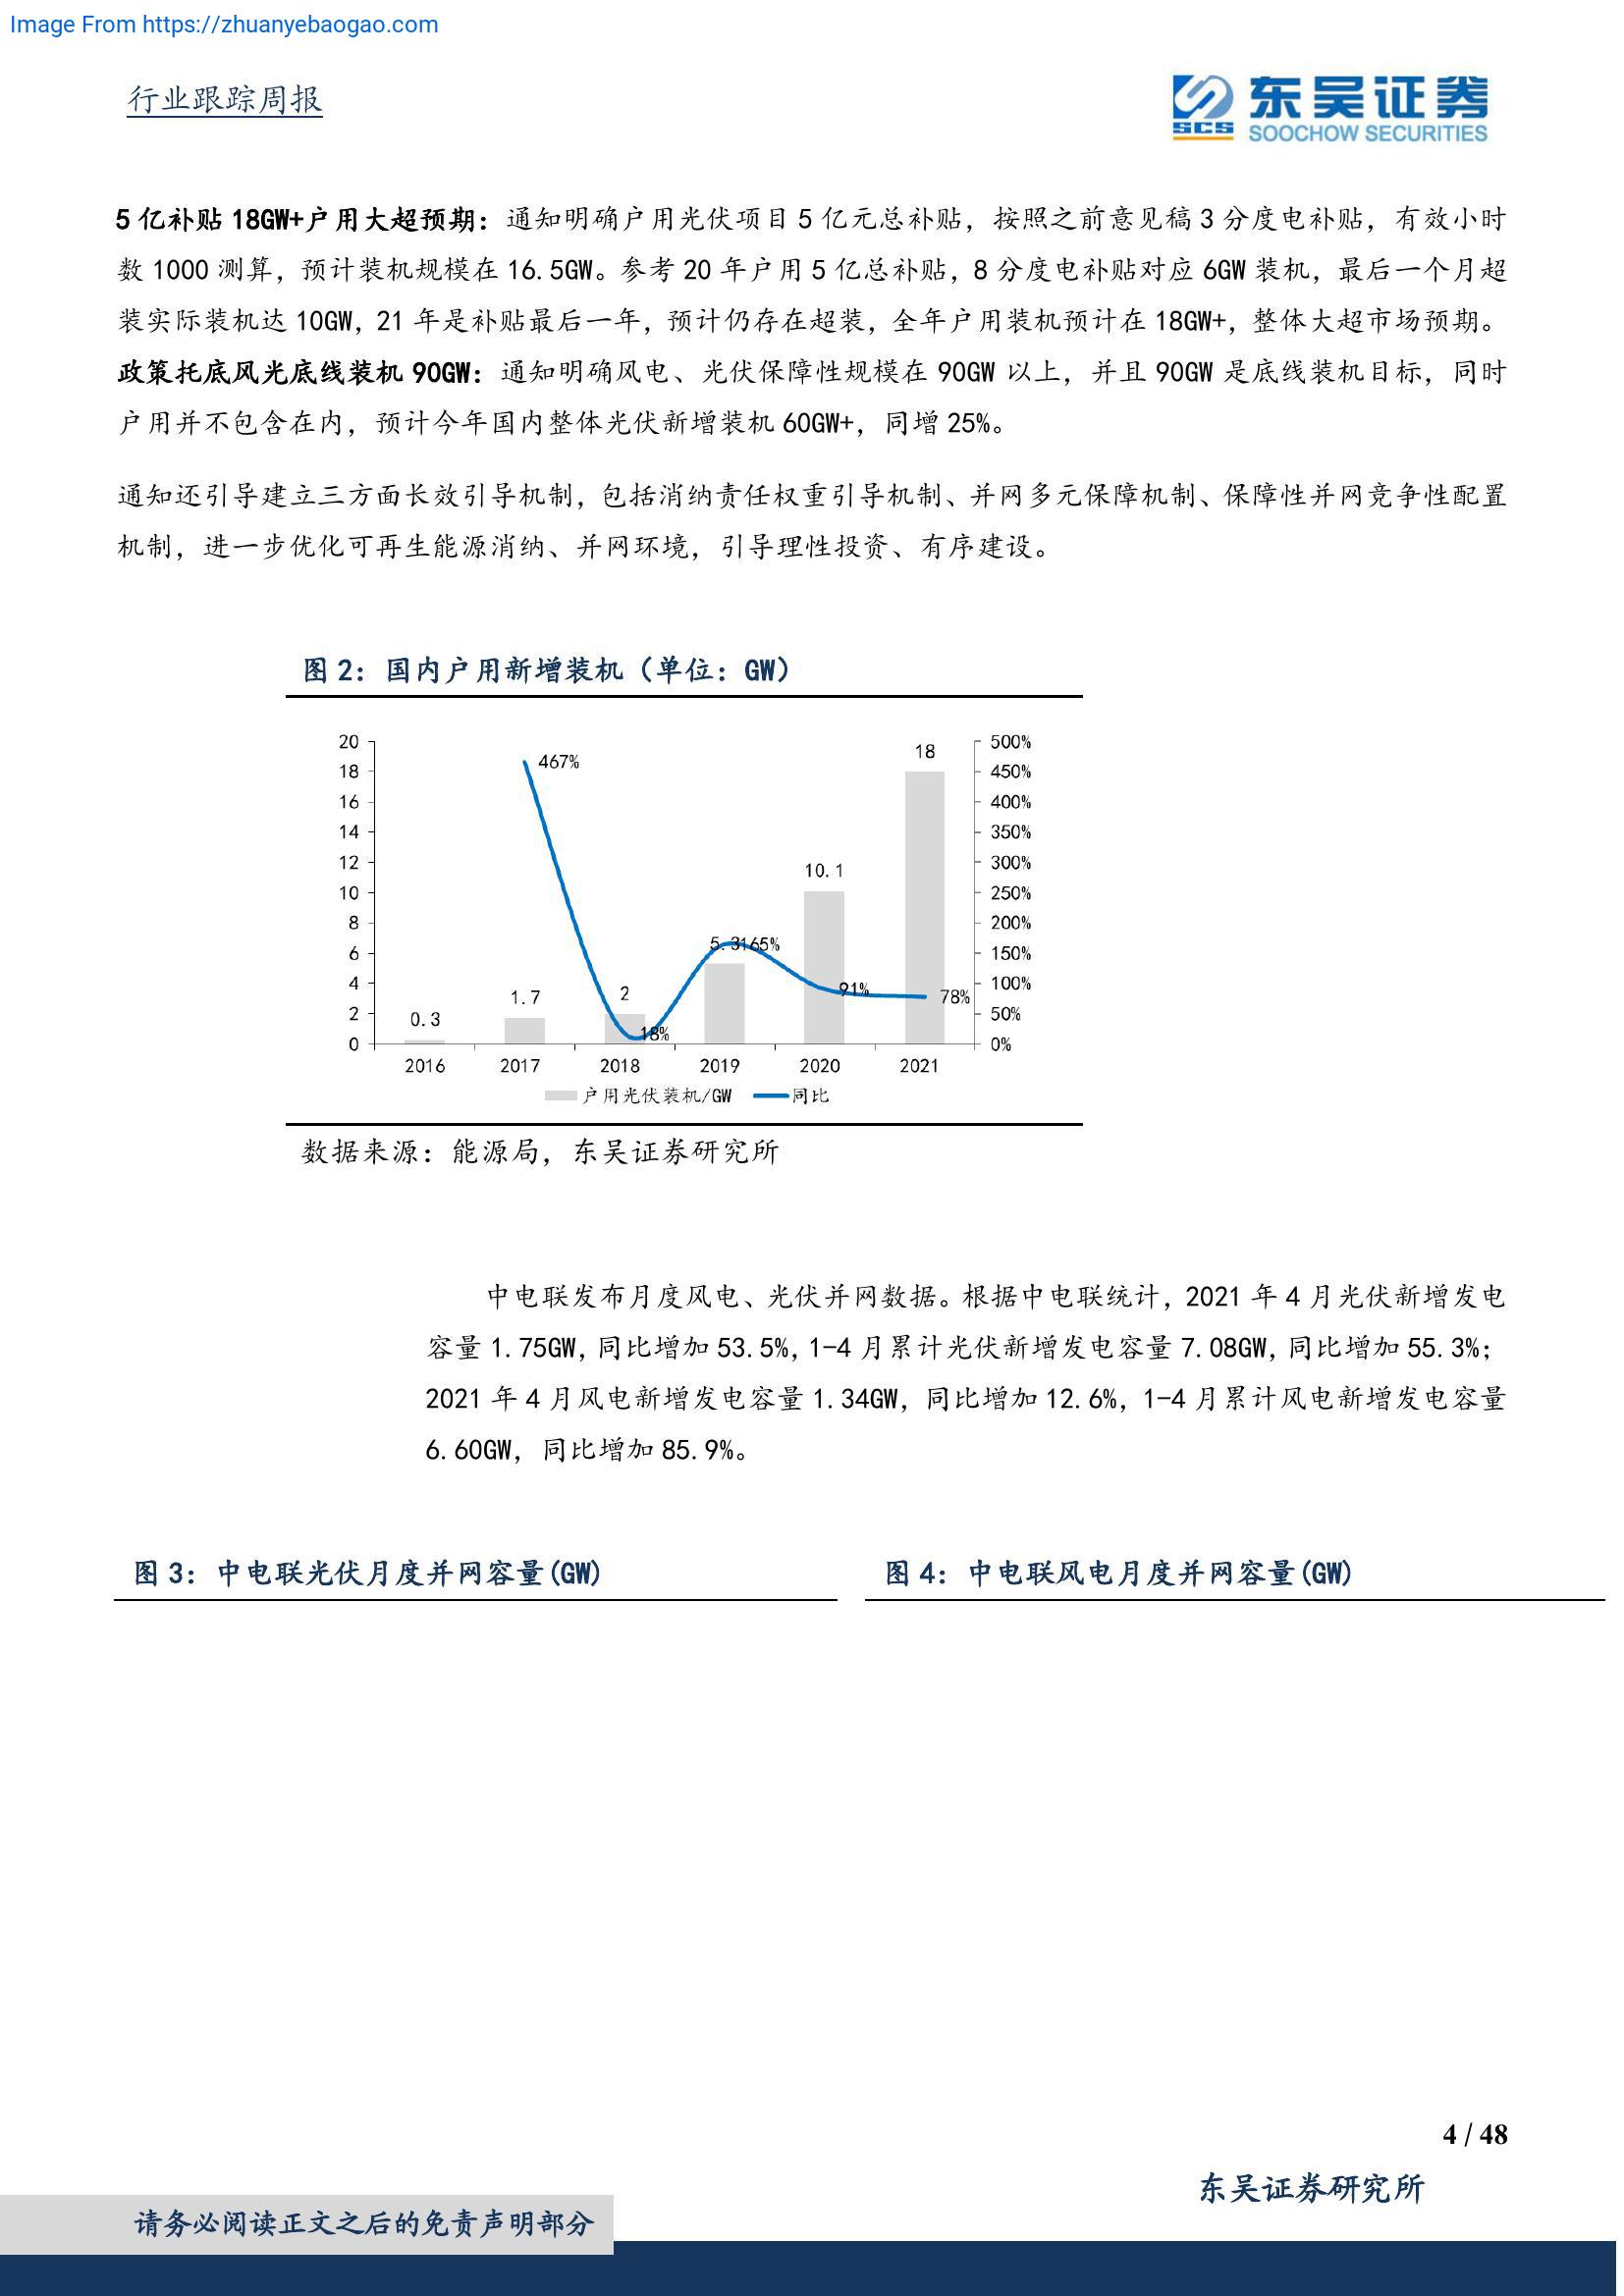 Image From https://zhuanyebaogao.com
行业跟踪周报
东吴证券
SCS
SOOCHOW SECURITIES
5 亿补贴 18GW+户用大超预期：通知明确户用光伏项目 5 亿元总补贴，按照之前意见稿 3 分度电补贴，有效小时
数 1000 测算，预计装机规模在 16.5GW。参考 20 年户用 5 亿总补贴，8 分度电补贴对应 6GW 装机，最后一个月超
装实际装机达 10GW，21 年是补贴最后一年，预计仍存在超装，全年户用装机预计在 18GW+，整体大超市场预期。
政策托底风光底线装机 90GW：通知明确风电、光伏保障性规模在 90GW 以上，并且 90GW 是底线装机目标，同时
户用并不包含在内，预计今年国内整体光伏新增装机 60GW+，同增 25%。
通知还引导建立三方面长效引导机制，包括消纳责任权重引导机制、并网多元保障机制、保障性并网竞争性配置
机制，进一步优化可再生能源消纳、并网环境，引导理性投资、有序建设。
图 2：国内户用新增装机（单位：GW）
20
18
16
14
12
10
8
6
4
2
0
0.3
1.7
2
5.3
10.1
18
467%
18%
165%
91%
78%
500%
450%
400%
350%
300%
250%
200%
150%
100%
50%
0%
2016 2017 2018 2019 2020 2021
户用光伏装机/GW 同比
数据来源：能源局，东吴证券研究所
中电联发布月度风电、光伏并网数据。根据中电联统计，2021 年 4 月光伏新增发电
容量 1.75GW，同比增加 53.5%，1-4 月累计光伏新增发电容量 7.08GW，同比增加 55.3%；
2021 年 4 月风电新增发电容量 1.34GW，同比增加 12.6%，1-4 月累计风电新增发电容量
6.60GW，同比增加 85.9%。
图 3：中电联光伏月度并网容量(GW)
图 4：中电联风电月度并网容量(GW)
4 / 48
东吴证券研究所
请务必阅读正文之后的免责声明部分